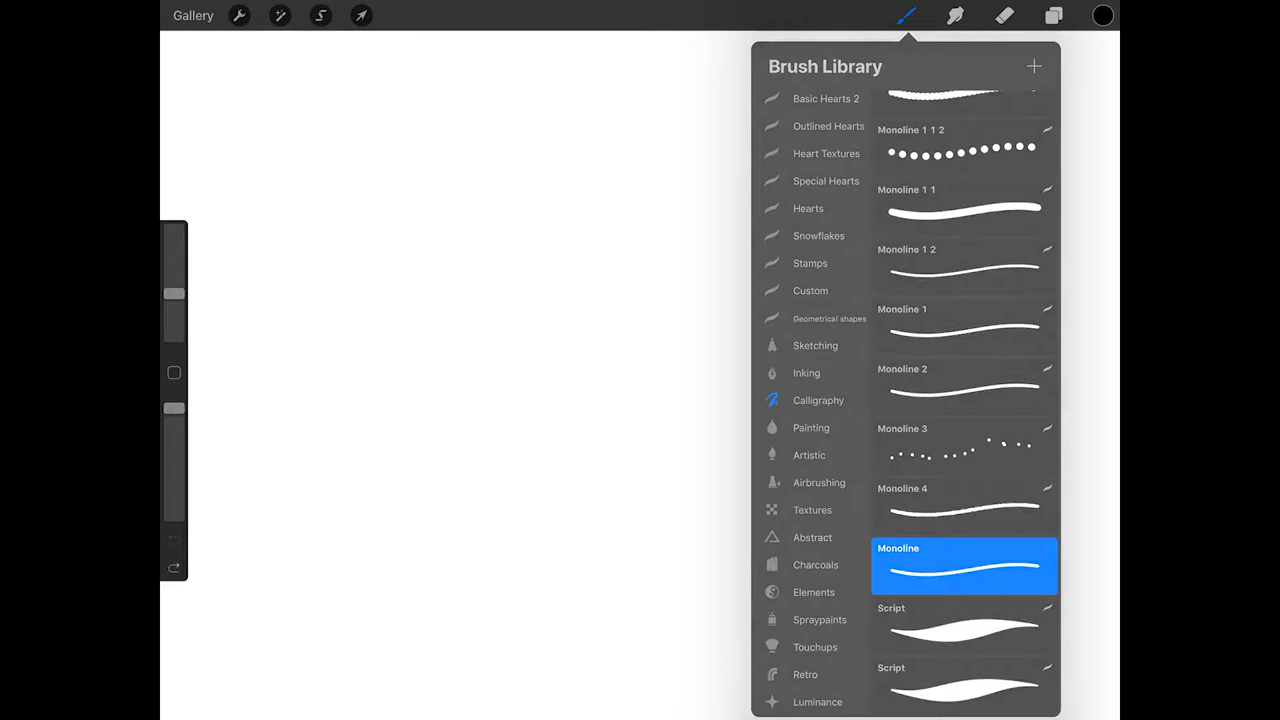 Gallery
Brush Library
Basic Hearts 2
Outlined Hearts
Heart Textures
Special Hearts
Hearts
Snowflakes
Stamps
Custom
Geometrical shapes
Sketching
Inking
Calligraphy
Painting
Artistic
Airbrushing
Textures
Abstract
Charcoals
Elements
Spraypaints
Touchups
Retro
Luminance
Monoline 1 1 2
Monoline 1 1
Monoline 1 2
Monoline 1
Monoline 2
Monoline 3
Monoline 4
Monoline
Script
Script